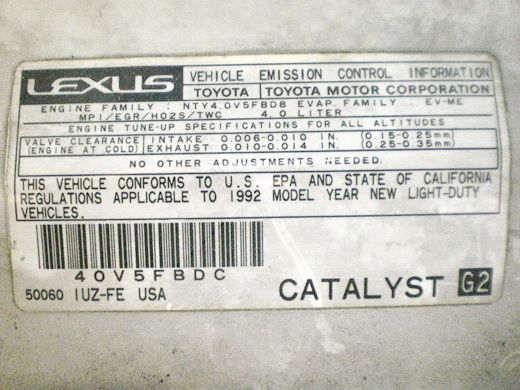 LEXUS VEHICLE EMISSION CONTROL INFORMATION
TOYOTA TOYOTA MOTOR CORPORATION
ENGINE FAMILY : NTY4.0V5FBD8 EVAP. FAMILY : EV-ME
MPI/EGR/HO2S/TWC 4.0 LITER
ENGINE TUNE-UP SPECIFICATIONS FOR ALL ALTITUDES
VALVE CLEARANCE INTAKE 0.006-0.010 IN. (0.15-0.25mm)
(ENGINE AT COLD) EXHAUST 0.010-0.014 IN. (0.25-0.35mm)
NO OTHER ADJUSTMENTS NEEDED.
THIS VEHICLE CONFORMS TO U.S. EPA AND STATE OF CALIFORNIA
REGULATIONS APPLICABLE TO 1992 MODEL YEAR NEW LIGHT-DUTY
VEHICLES.
40V5FBDC
50060 1UZ-FE USA CATALYST G2